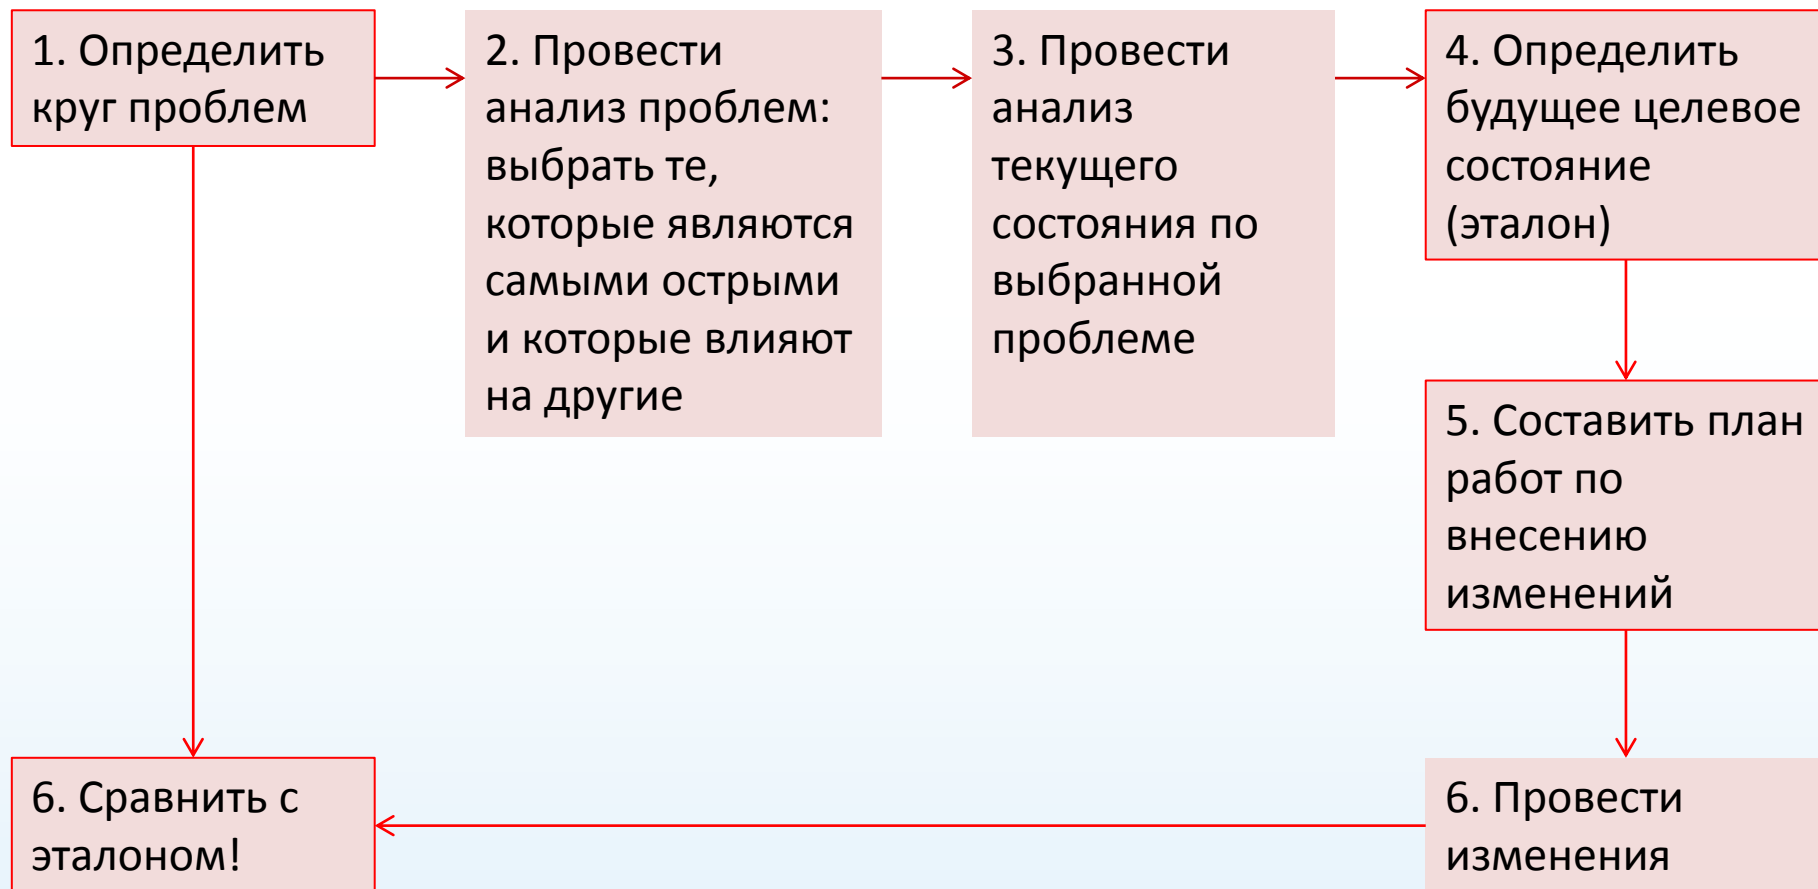 1. Определить
круг проблем
2. Провести
анализ проблем:
выбрать те,
которые являются
самыми острыми
и которые влияют
на другие
3. Провести
анализ
текущего
состояния по
выбранной
проблеме
4. Определить
будущее целевое
состояние
(эталон)
5. Составить план
работ по
внесению
изменений
6. Провести
изменения
6. Сравнить с
эталоном!